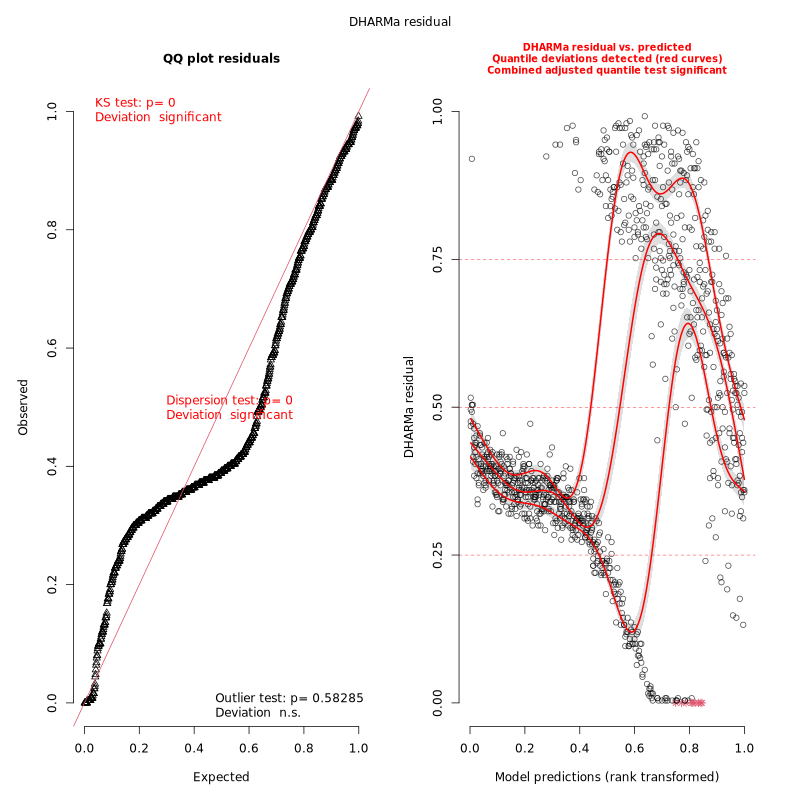 DHARMa residual
QQ plot residuals
KS test: p= 0
Deviation significant
Dispersion test: p= 0
Deviation significant
Outlier test: p= 0.58285
Deviation n.s.
Observed
0.0
0.2
0.4
0.6
0.8
1.0
0.0
0.2
0.4
0.6
0.8
1.0
Expected
DHARMa residual vs. predicted
Quantile deviations detected (red curves)
Combined adjusted quantile test significant
DHARMa residual
0.00
0.25
0.50
0.75
1.00
0.0
0.2
0.4
0.6
0.8
1.0
Model predictions (rank transformed)